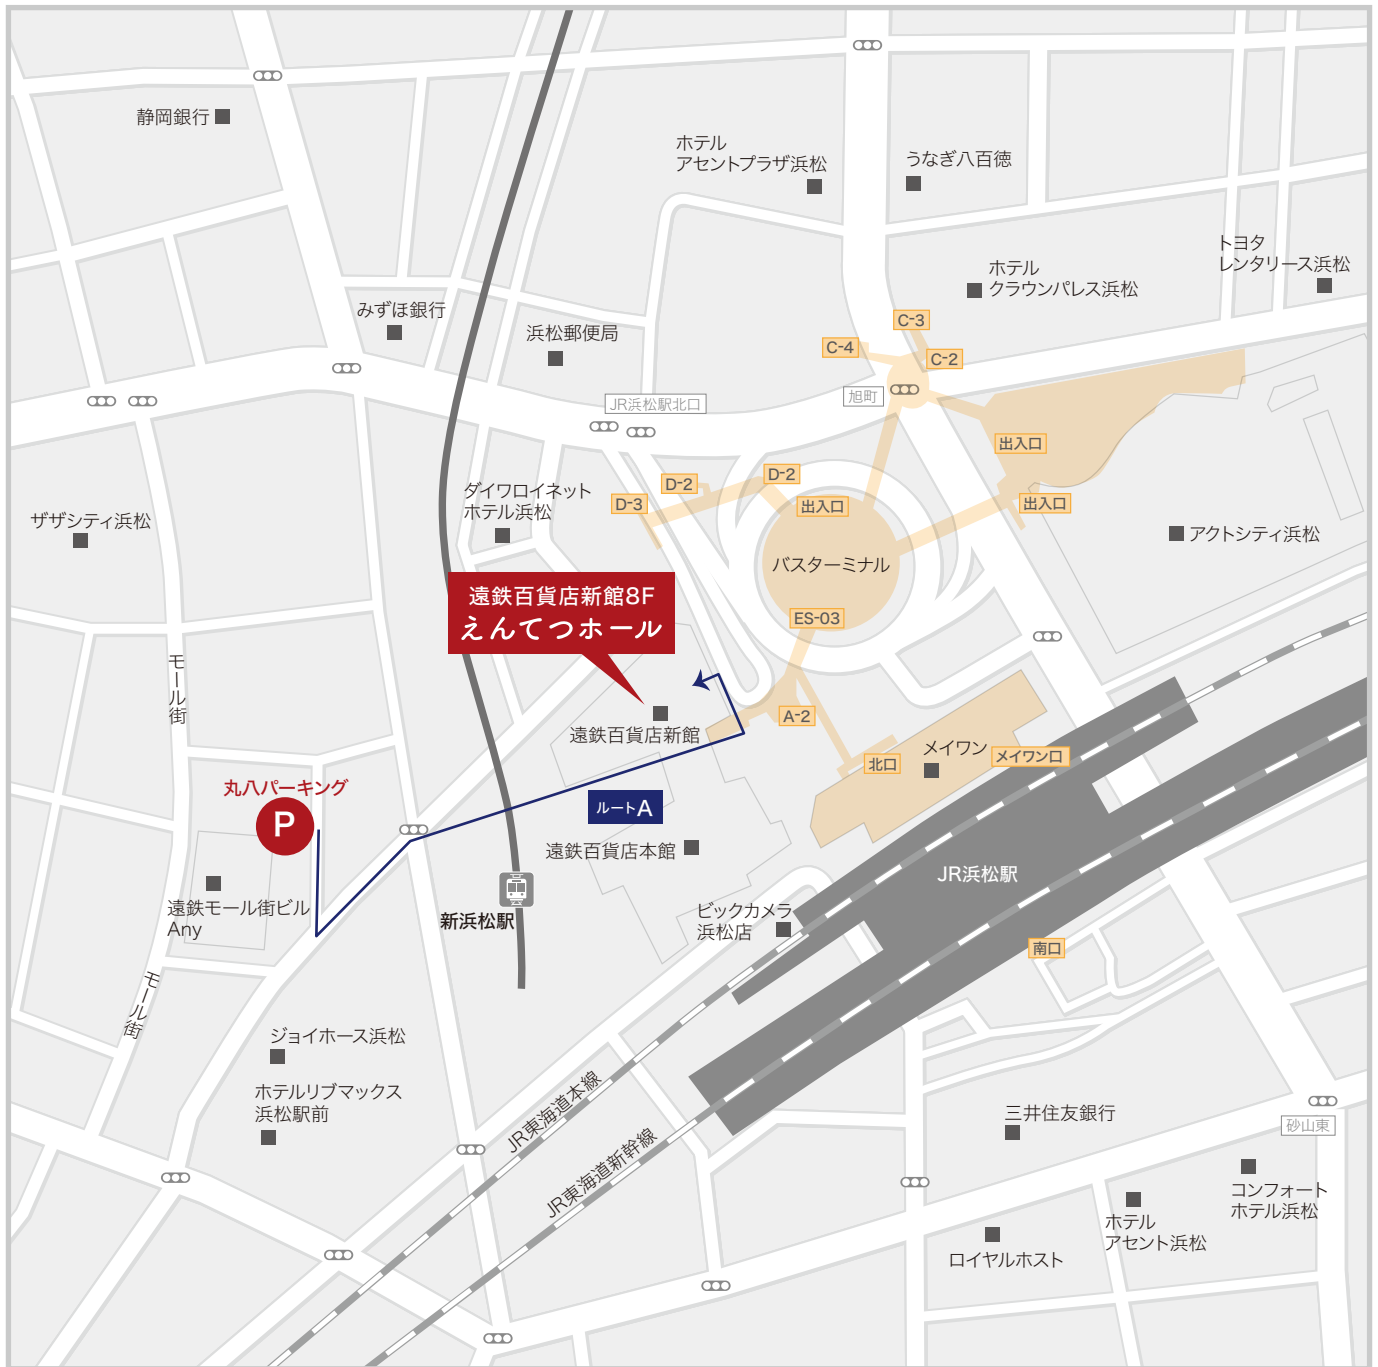 静岡銀行
ホテル
アセントプラザ浜松
うなぎ八百徳
トヨタ
レンタリース浜松
ホテル
クラウンパレス浜松
みずほ銀行
浜松郵便局
C-3
C-4
C-2
旭町
JR浜松駅北口
出入口
D-2
D-2
D-3
出入口
出入口
ダイワロイネット
ホテル浜松
ザザシティ浜松
アクトシティ浜松
バスターミナル
遠鉄百貨店新館8F
えんてつホール
ES-03
モール街
A-2
遠鉄百貨店新館
メイワン
メイワン口
北口
丸八パーキング
P
ルートA
遠鉄百貨店本館
JR浜松駅
遠鉄モール街ビル
Any
新浜松駅
ビックカメラ
浜松店
南口
モール街
ジョイホース浜松
ホテルリブマックス
浜松駅前
JR東海道本線
JR東海道新幹線
三井住友銀行
砂山東
コンフォート
ホテル浜松
ホテル
アセント浜松
ロイヤルホスト